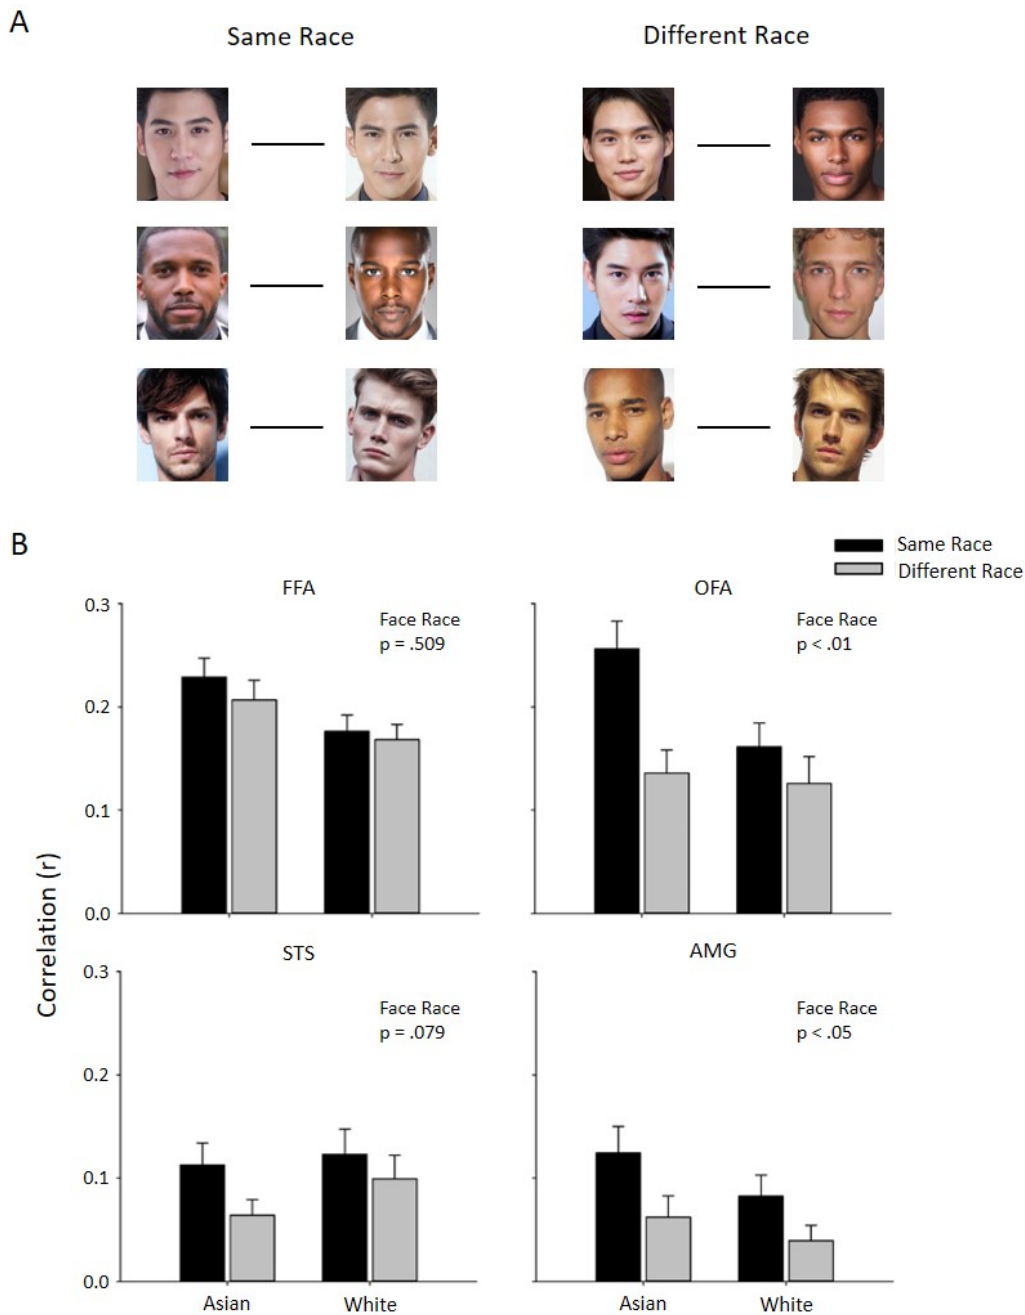 A
Same Race
Different Race
B
Same Race
Different Race
FFA
OFA
0.3
Face Race
p = .509
Face Race
p < .01
0.2
0.1
0.0
Correlation (r)
STS
AMG
0.3
Face Race
p = .079
Face Race
p < .05
0.2
0.1
0.0
Asian
White
Asian
White